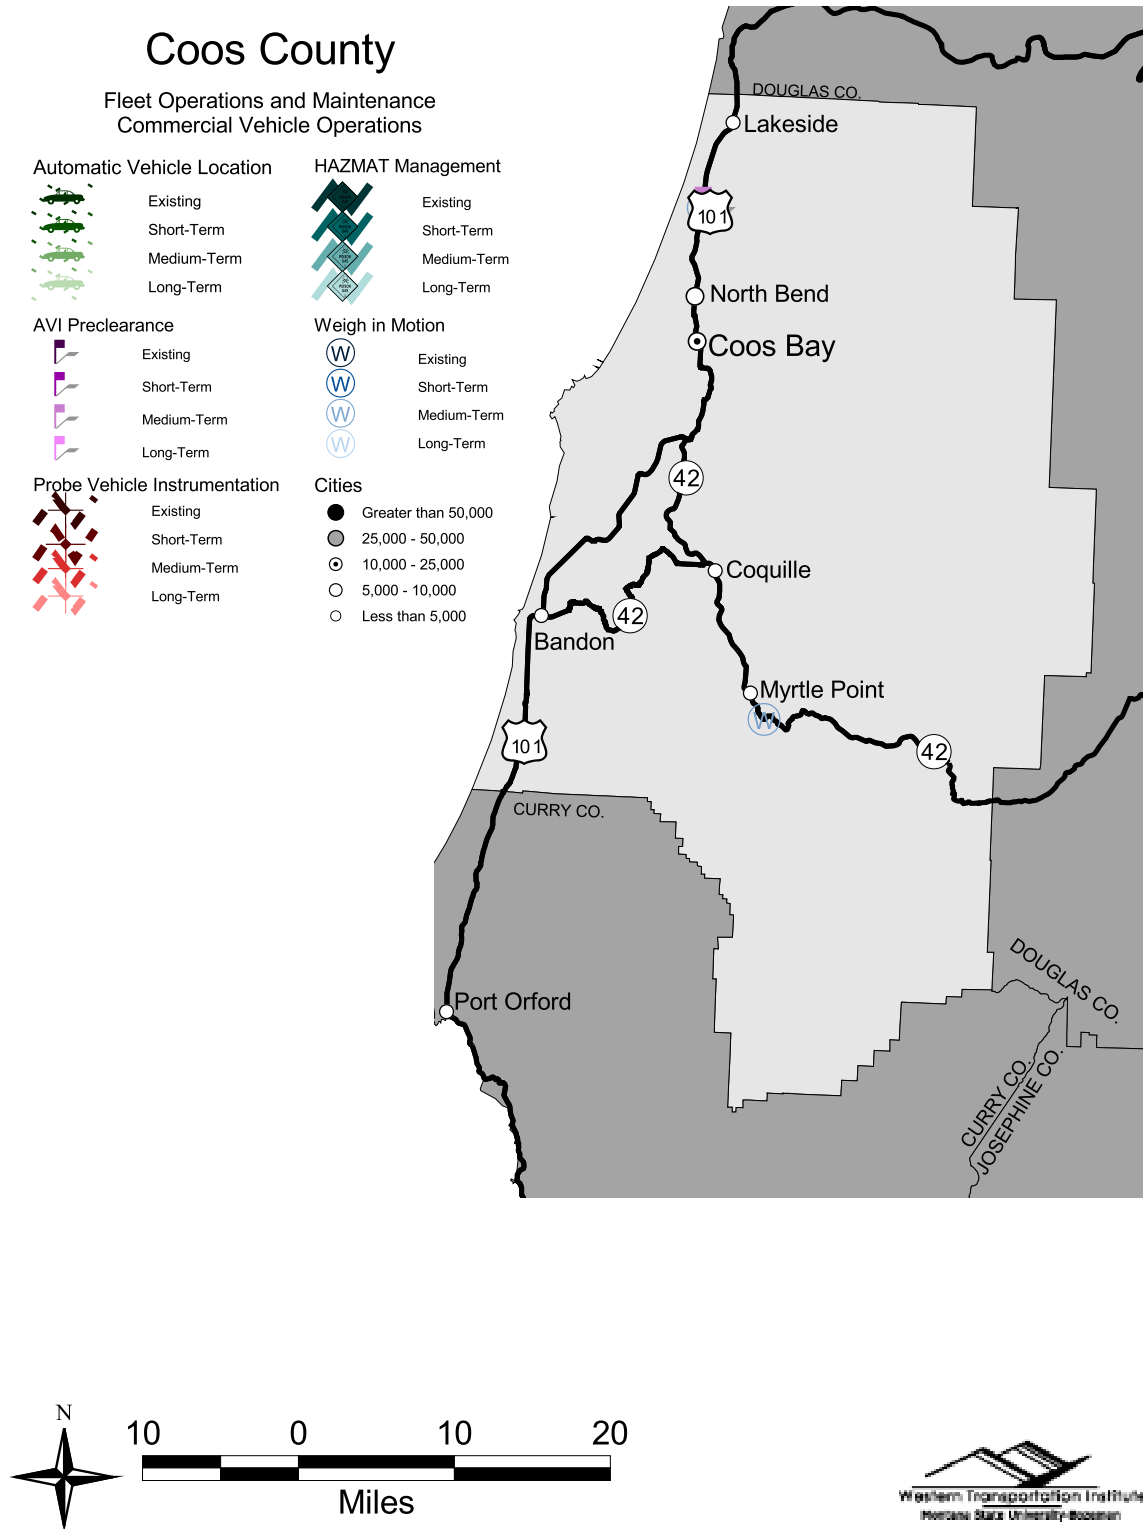 Coos County
Fleet Operations and Maintenance
Commercial Vehicle Operations
Automatic Vehicle Location
Existing
Short-Term
Medium-Term
Long-Term
HAZMAT Management
Existing
Short-Term
Medium-Term
Long-Term
AVI Preclearance
Existing
Short-Term
Medium-Term
Long-Term
Weigh in Motion
W Existing
W Short-Term
W Medium-Term
W Long-Term
Probe Vehicle Instrumentation
Existing
Short-Term
Medium-Term
Long-Term
Cities
Greater than 50,000
25,000 - 50,000
10,000 - 25,000
5,000 - 10,000
Less than 5,000
DOUGLAS CO.
Lakeside
101
North Bend
Coos Bay
42
Coquille
42
Bandon
Myrtle Point
W
101
42
CURRY CO.
DOUGLAS CO.
Port Orford
CURRY CO.
JOSEPHINE CO.
N
10 0 10 20
Miles
Western Transportation Institute
Montana State University-Bozeman